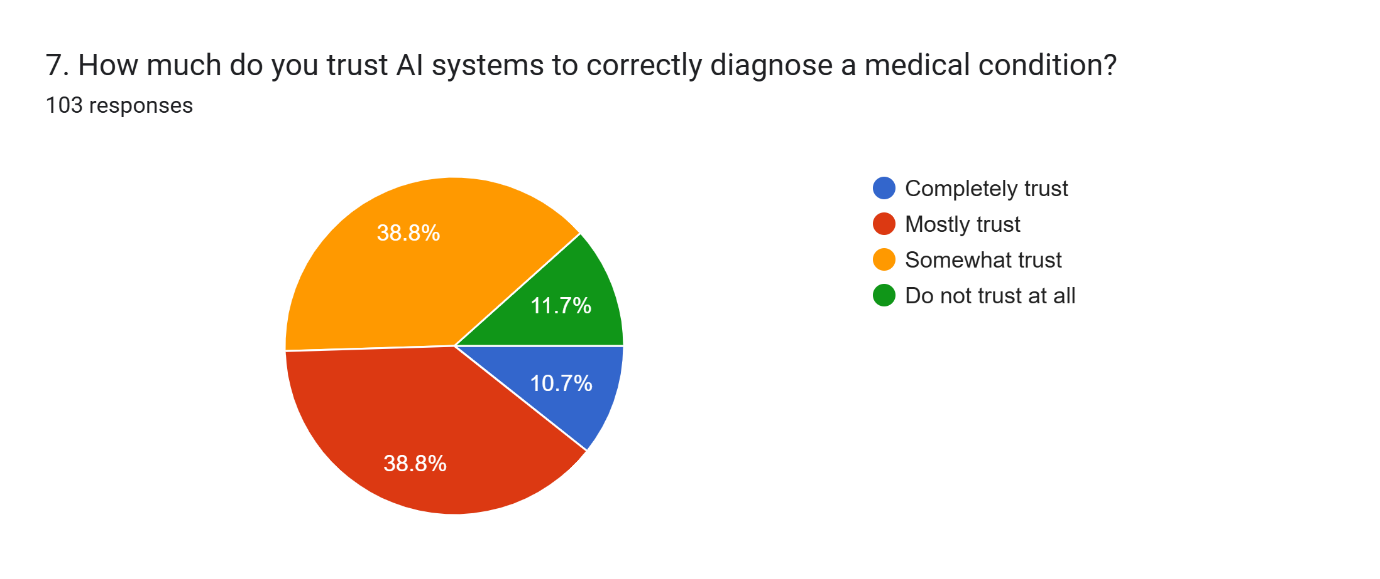 7. How much do you trust AI systems to correctly diagnose a medical condition?
103 responses
Completely trust
Mostly trust
Somewhat trust
Do not trust at all
38.8%
11.7%
10.7%
38.8%